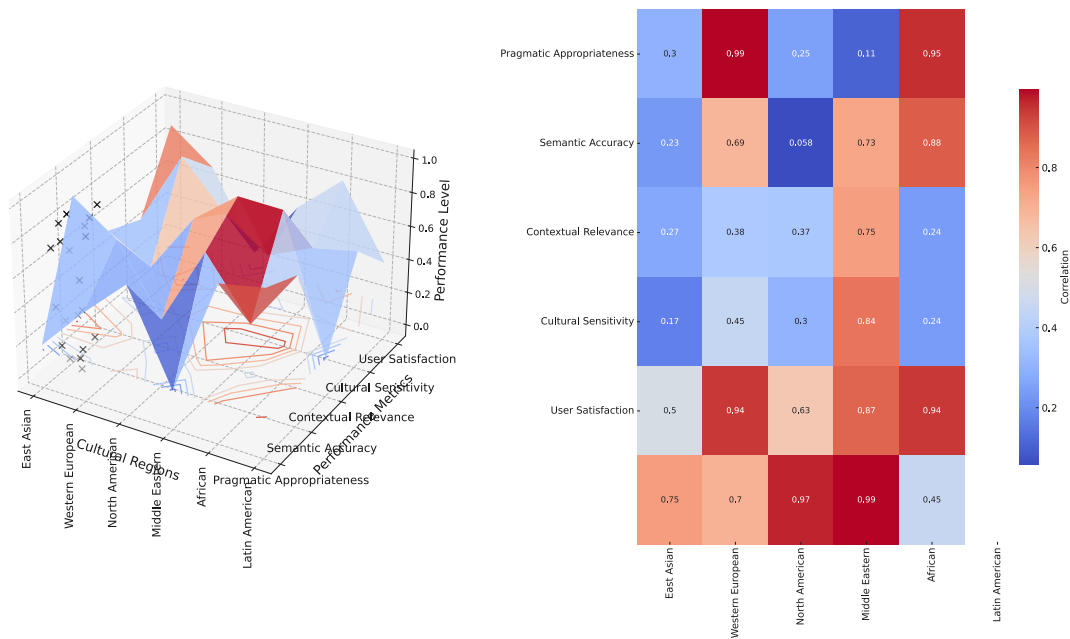 1.0
0.8
0.6
0.4
0.2
0.0
Performance Level
User Satisfaction
Cultural Sensitivity
Contextual Relevance
Semantic Accuracy
Pragmatic Appropriateness
Performance Metrics
East Asian
Western European
North American
Middle Eastern
African
Latin American
Cultural Regions
Pragmatic Appropriateness
0.3 0.99 0.25 0.11 0.95
Semantic Accuracy
0.23 0.69 0.058 0.73 0.88
Contextual Relevance
0.27 0.38 0.37 0.75 0.24
Cultural Sensitivity
0.17 0.45 0.3 0.84 0.24
User Satisfaction
0.5 0.94 0.63 0.87 0.94
0.75 0.7 0.97 0.99 0.45
East Asian
Western European
North American
Middle Eastern
African
Latin American
0.8
0.6
0.4
0.2
Correlation